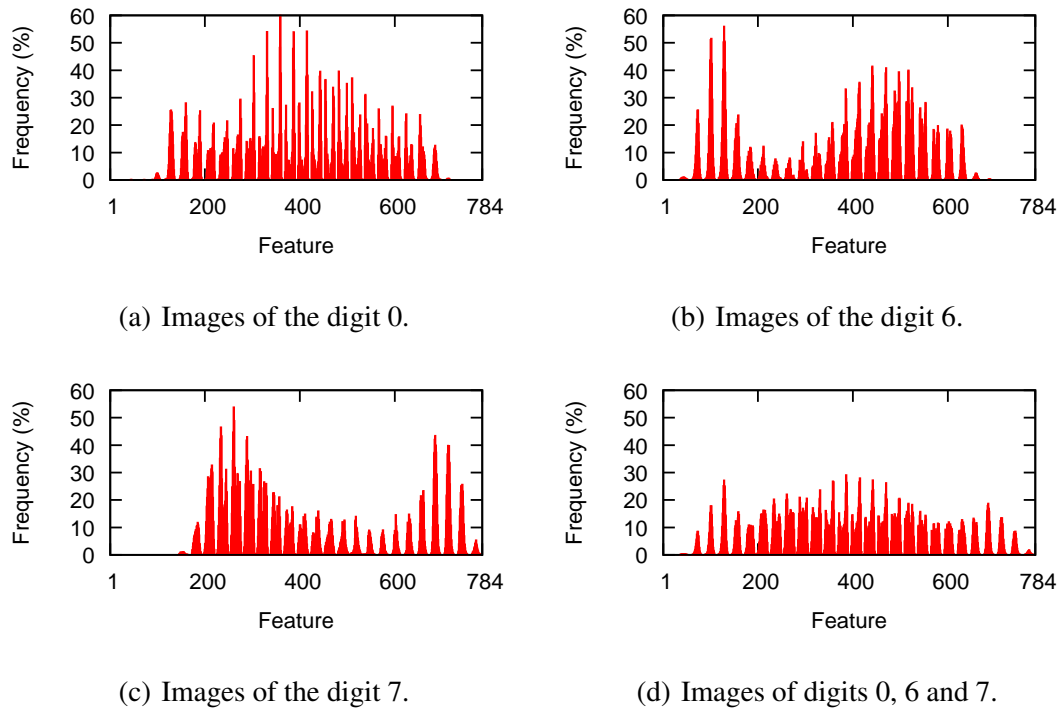 60
50
40
30
20
10
0
Frequency (%)
1 200 400 600 784
Feature
(a) Images of the digit 0.
60
50
40
30
20
10
0
Frequency (%)
1 200 400 600 784
Feature
(b) Images of the digit 6.
60
50
40
30
20
10
0
Frequency (%)
1 200 400 600 784
Feature
(c) Images of the digit 7.
60
50
40
30
20
10
0
Frequency (%)
1 200 400 600 784
Feature
(d) Images of digits 0, 6 and 7.